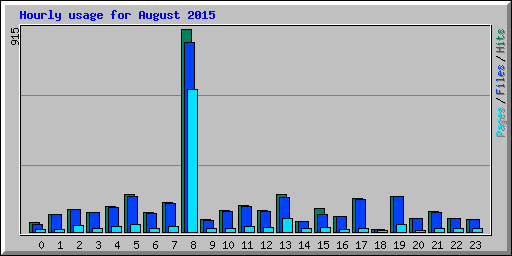 Hourly usage for August 2015
915
Pages/Files/Hits
0 1 2 3 4 5 6 7 8 9 10 11 12 13 14 15 16 17 18 19 20 21 22 23